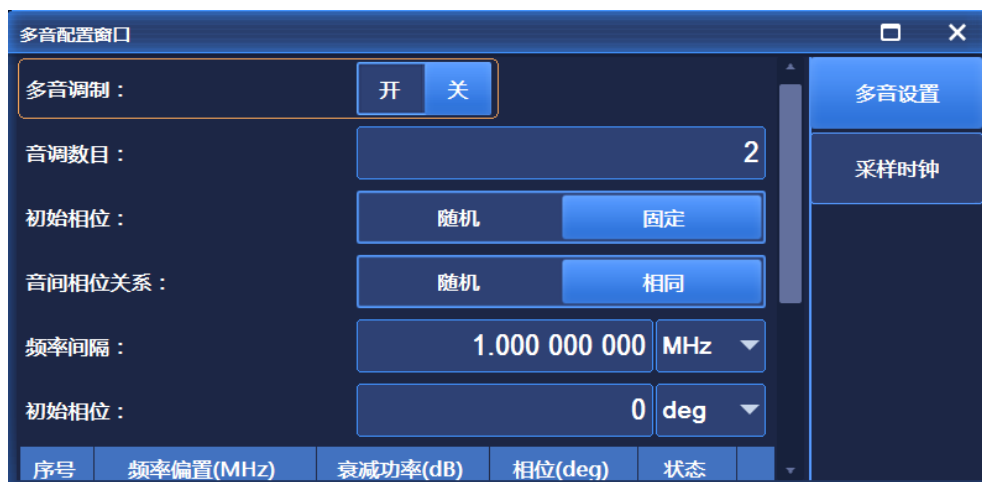 多音配置窗口
多音调制： 开 关
多音设置
音调数目： 2
采样时钟
初始相位： 随机 固定
音间相位关系： 随机 相同
频率间隔： 1.000 000 000 MHz
初始相位： 0 deg
序号 频率偏置(MHz) 衰减功率(dB) 相位(deg) 状态